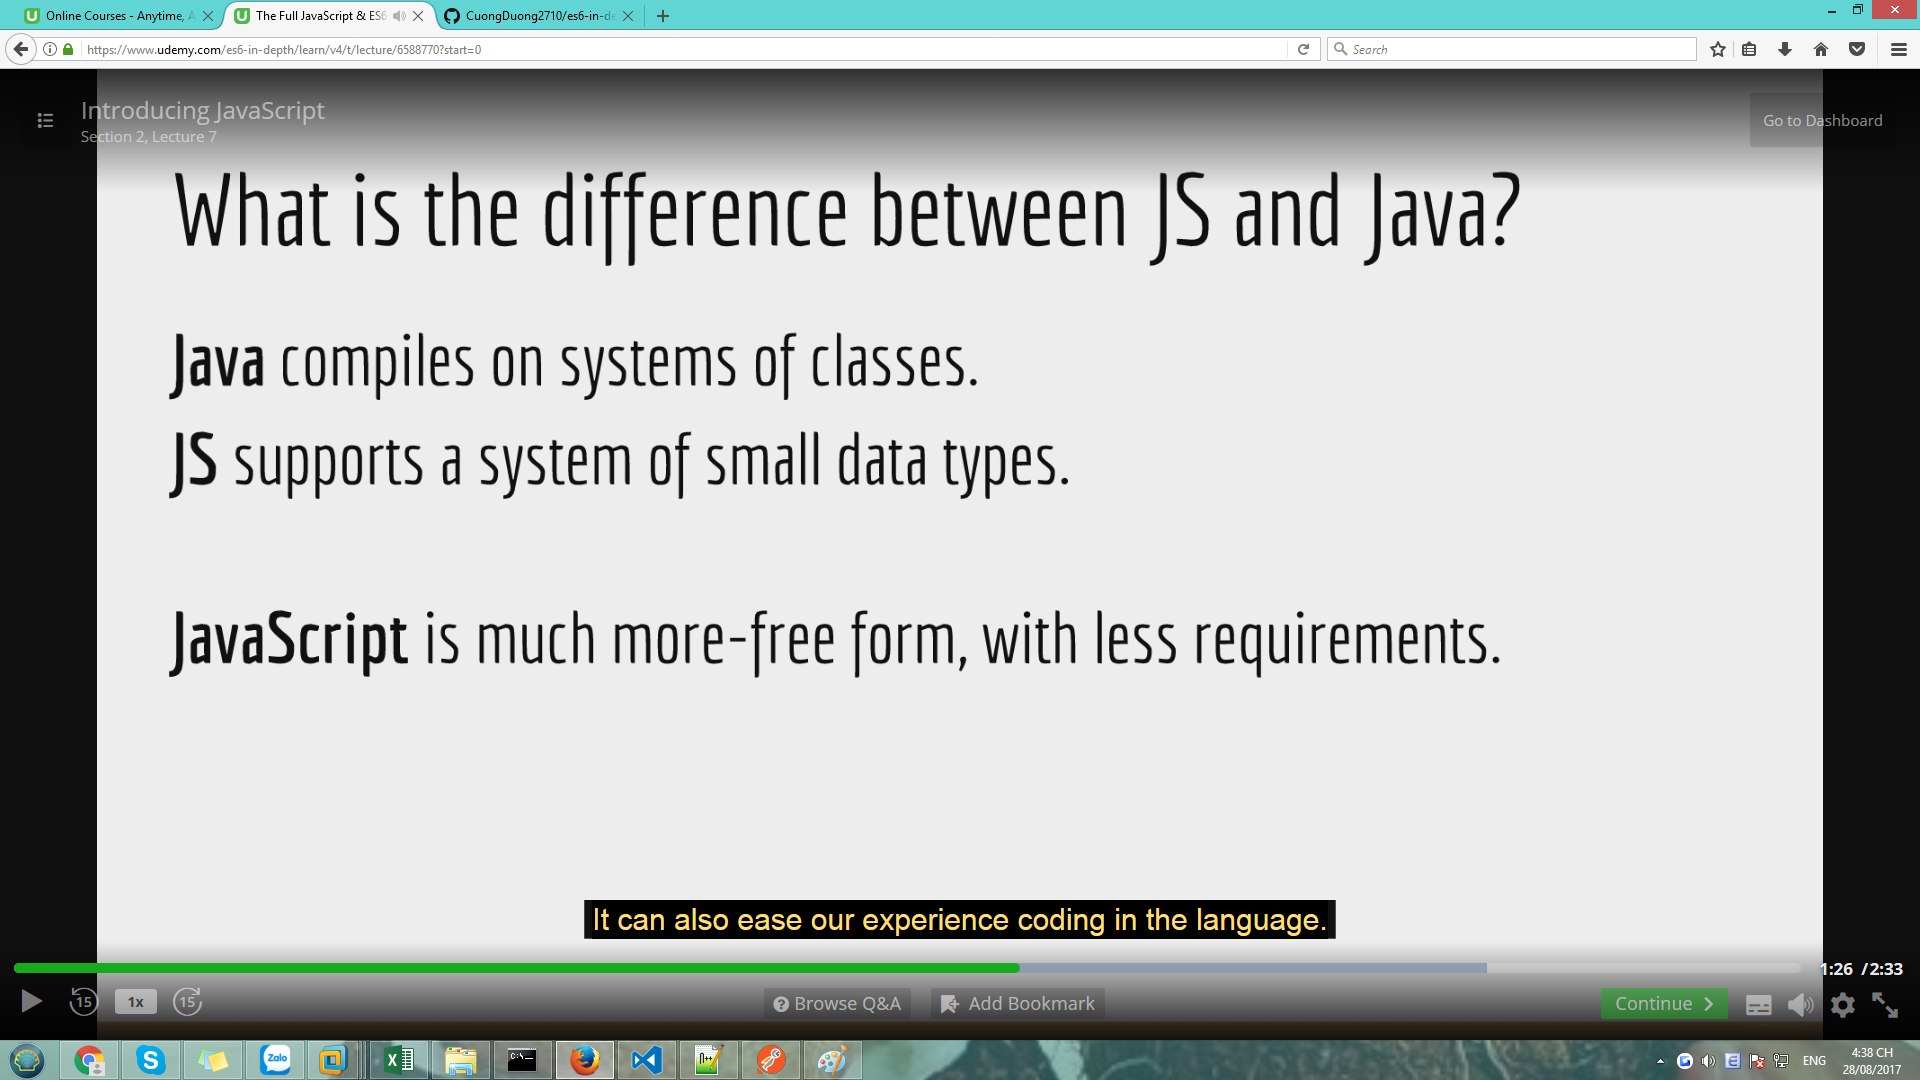 Online Courses - Anytime, A
The Full JavaScript & ES6
CuongDuong2710/es6-in-de
https://www.udemy.com/es6-in-depth/learn/v4/t/lecture/6588770?start=0
Search
Introducing JavaScript
Section 2, Lecture 7
Go to Dashboard
What is the difference between JS and Java?
Java compiles on systems of classes.
JS supports a system of small data types.
JavaScript is much more-free form, with less requirements.
It can also ease our experience coding in the language.
1:26 / 2:33
15
1x
15
Browse Q&A
Add Bookmark
Continue
Zalo
ENG
4:38 CH
28/08/2017